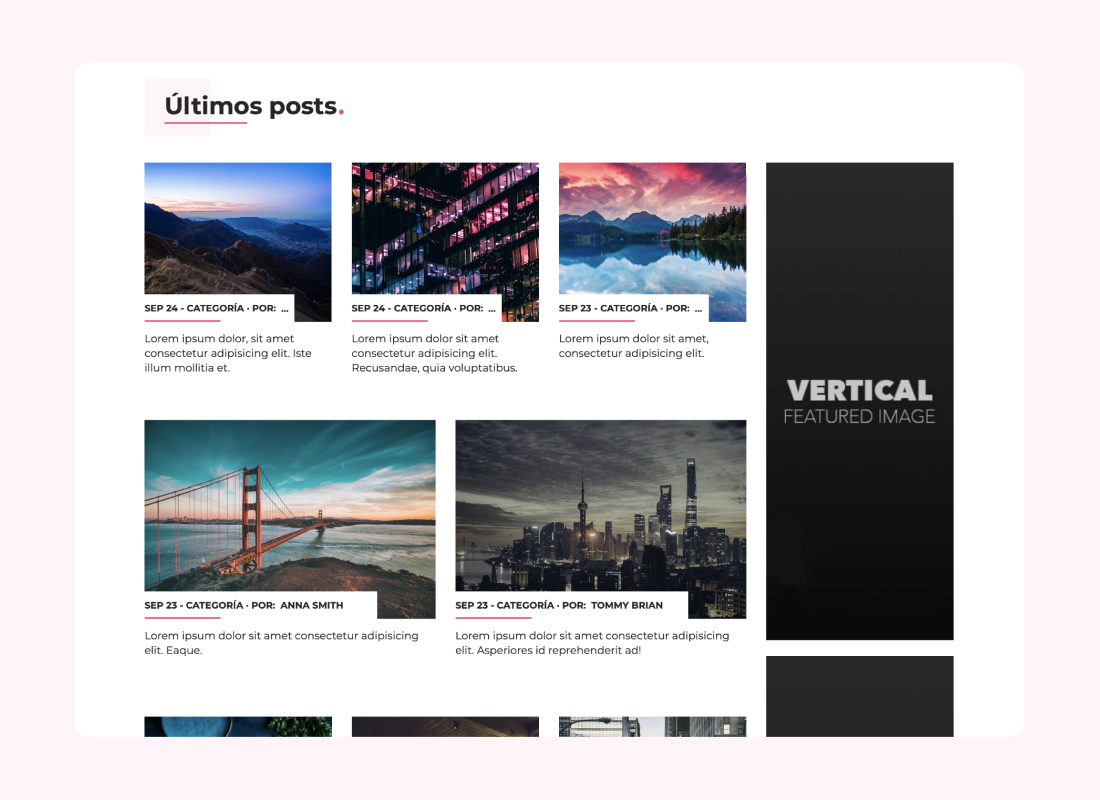 Últimos posts.
SEP 24 - CATEGORÍA · POR: ...
Lorem ipsum dolor, sit amet
consectetur adipisicing elit. Iste
illum mollitia et.
SEP 24 - CATEGORÍA · POR: ...
Lorem ipsum dolor sit amet
consectetur adipisicing elit.
Recusandae, quia voluptatibus.
SEP 23 - CATEGORÍA · POR: ...
Lorem ipsum dolor sit amet,
consectetur adipisicing elit.
VERTICAL
FEATURED IMAGE
SEP 23 - CATEGORÍA · POR: ANNA SMITH
Lorem ipsum dolor sit amet consectetur adipisicing
elit. Eaque.
SEP 23 - CATEGORÍA · POR: TOMMY BRIAN
Lorem ipsum dolor sit amet consectetur adipisicing
elit. Asperiores id reprehenderit ad!